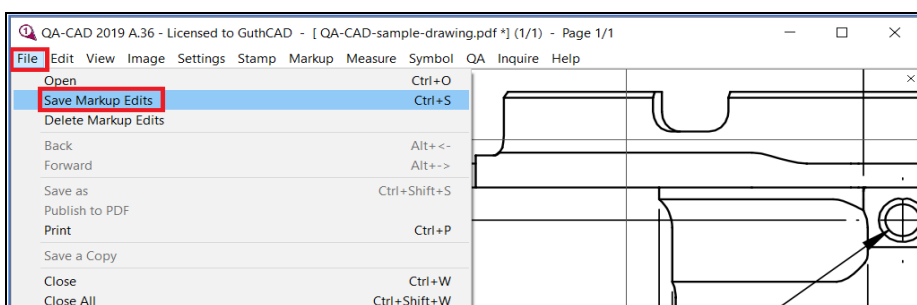 QA-CAD 2019 A.36 - Licensed to GuthCAD - [ QA-CAD-sample-drawing.pdf *] (1/1) - Page 1/1
File Edit View Image Settings Stamp Markup Measure Symbol QA Inquire Help
Open Ctrl+O
Save Markup Edits Ctrl+S
Delete Markup Edits
Back Alt+<-
Forward Alt+->
Save as Ctrl+Shift+S
Publish to PDF
Print Ctrl+P
Save a Copy
Close Ctrl+W
Close All Ctrl+Shift+W